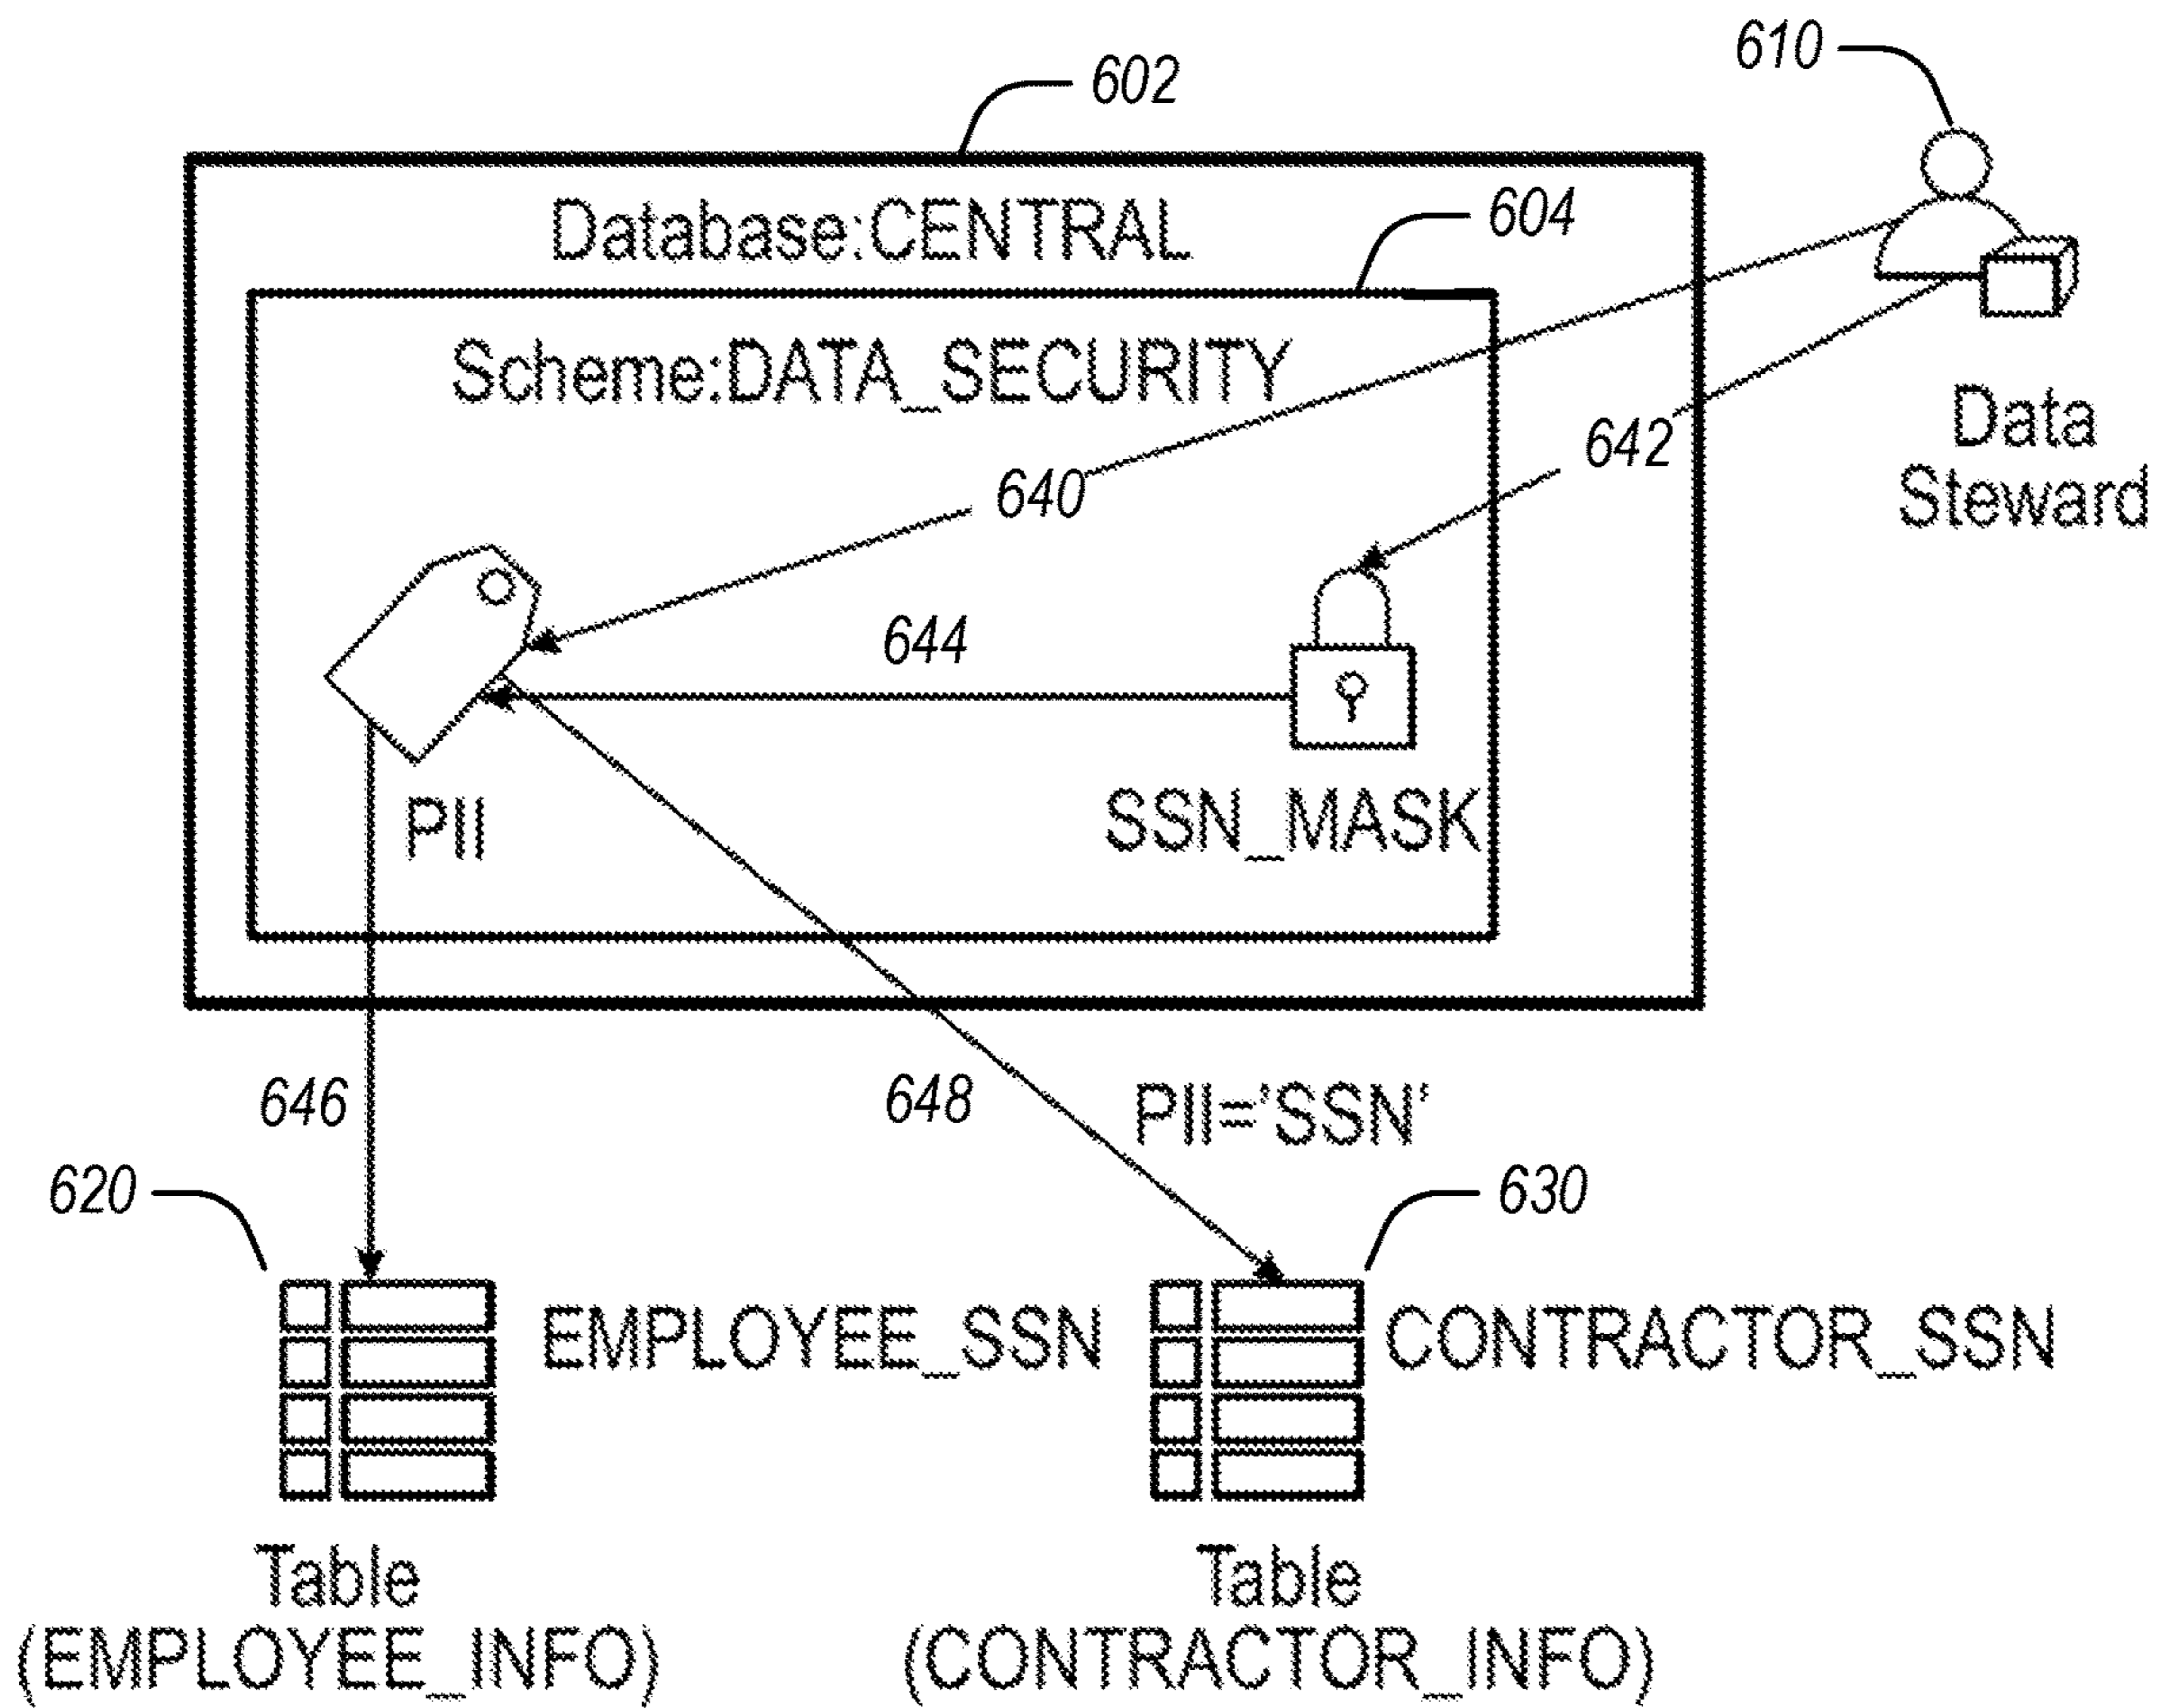 610
602
Database:CENTRAL
604
Scheme:DATA_SECURITY
Data
Steward
642
640
644
PII
SSN_MASK
646
648
PII='SSN'
620
630
EMPLOYEE_SSN
CONTRACTOR_SSN
Table
(EMPLOYEE_INFO)
Table
(CONTRACTOR_INFO)